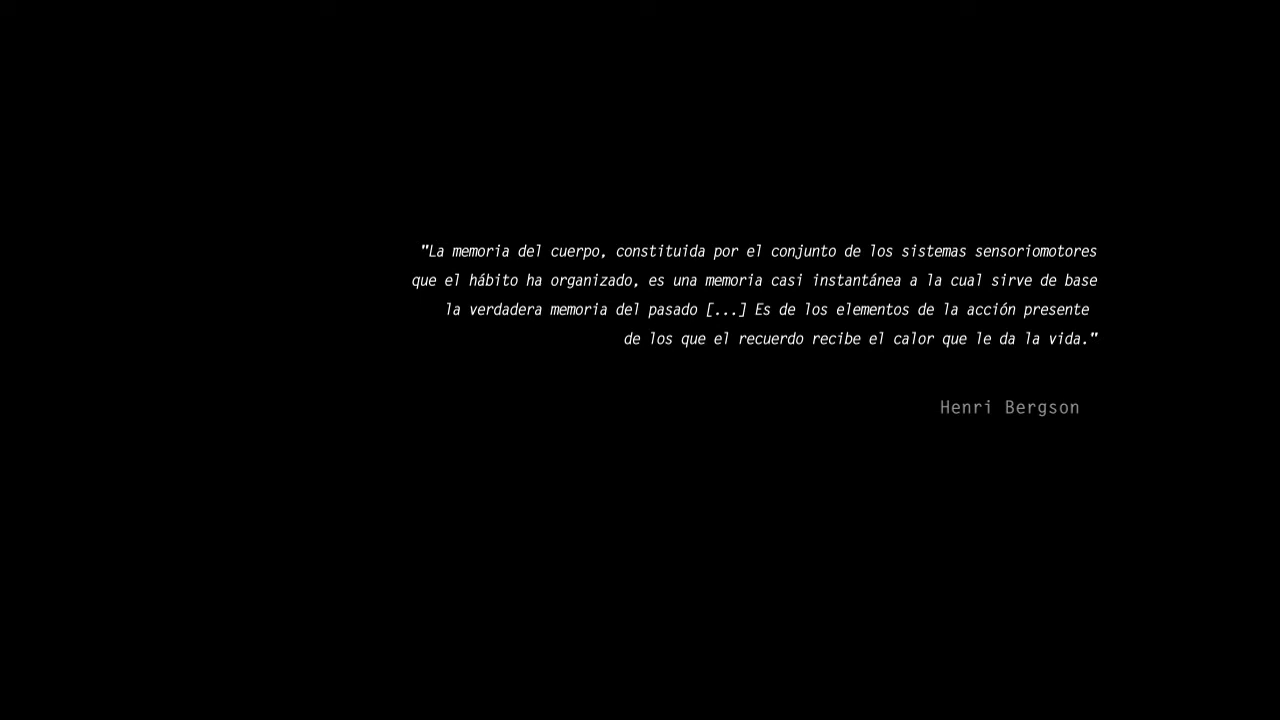 "La memoria del cuerpo, constituida por el conjunto de los sistemas sensoriomotores
que el hábito ha organizado, es una memoria casi instantánea a la cual sirve de base
la verdadera memoria del pasado [...] Es de los elementos de la acción presente
de los que el recuerdo recibe el calor que le da la vida."
Henri Bergson